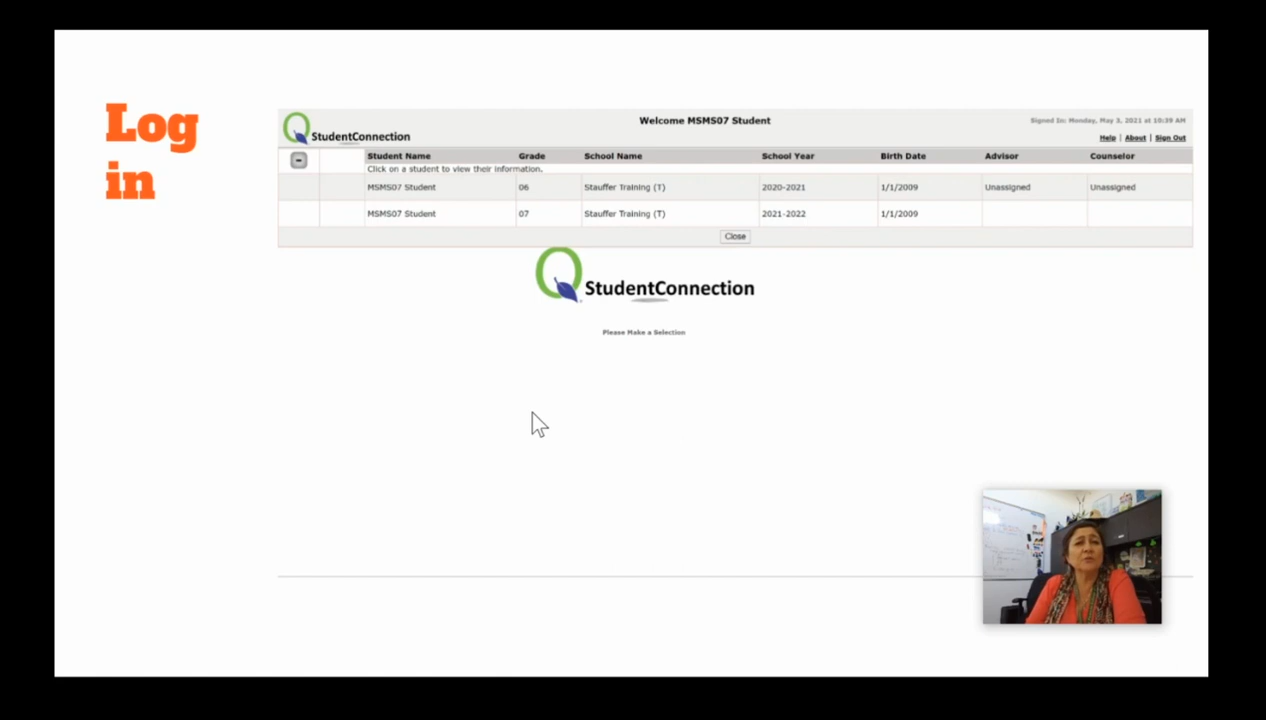 Log
in
StudentConnection
Welcome MSMS07 Student
Signed In: Monday, May 3, 2021 at 10:39 AM
Help | About | Sign Out
Student Name Grade School Name School Year Birth Date Advisor Counselor
Click on a student to view their information.
MSMS07 Student 06 Stauffer Training (T) 2020-2021 1/1/2009 Unassigned Unassigned
MSMS07 Student 07 Stauffer Training (T) 2021-2022 1/1/2009
Close
StudentConnection
Please Make a Selection